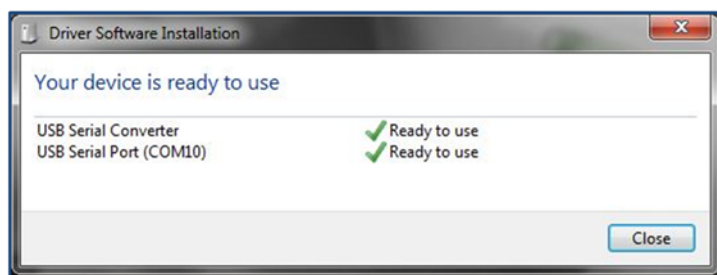 Driver Software Installation
Your device is ready to use
USB Serial Converter Ready to use
USB Serial Port (COM10) Ready to use
Close